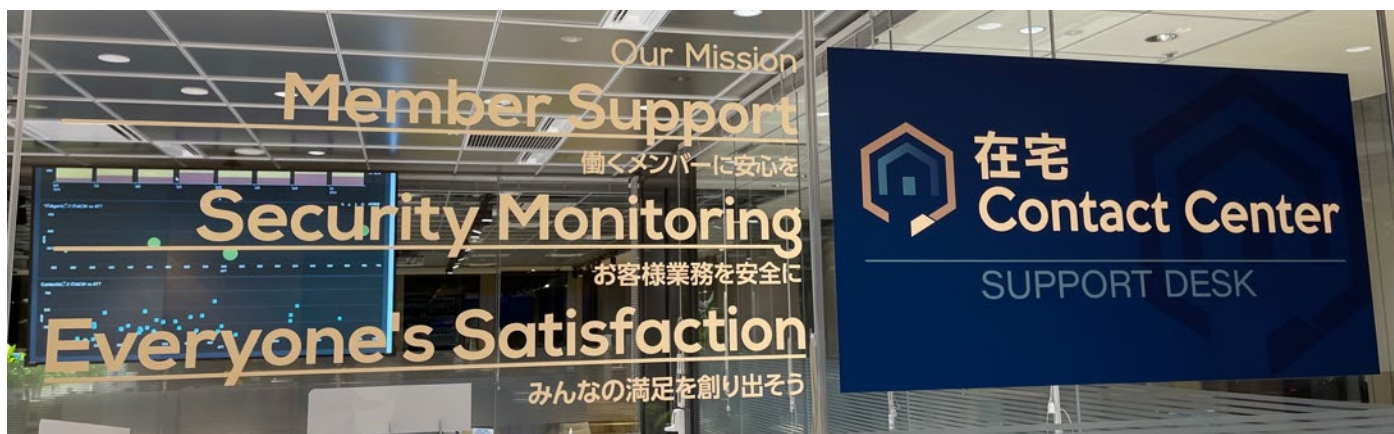 Our Mission
Member Support
働くメンバーに安心を
Security Monitoring
お客様業務を安全に
Everyone's Satisfaction
みんなの満足を創り出そう
在宅
Contact Center
SUPPORT DESK